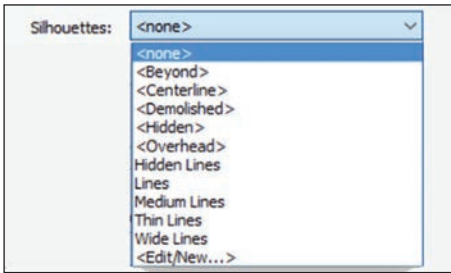 Silhouettes: <none>
<none>
<Beyond>
<Centerline>
<Demolished>
<Hidden>
<Overhead>
Hidden Lines
Lines
Medium Lines
Thin Lines
Wide Lines
<Edit/New...>